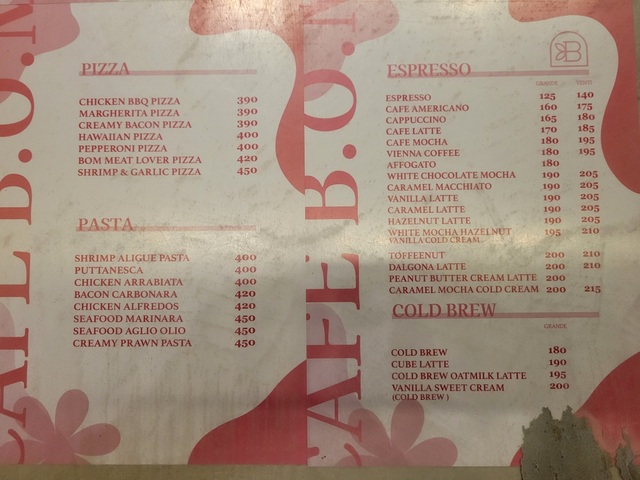 CAFE B.O.M
PIZZA
CHICKEN BBQ PIZZA 390
MARGHERITA PIZZA 390
CREAMY BACON PIZZA 390
HAWAIIAN PIZZA 400
PEPPERONI PIZZA 400
BOM MEAT LOVER PIZZA 420
SHRIMP & GARLIC PIZZA 450
PASTA
SHRIMP ALIGUE PASTA 400
PUTTANESCA 400
CHICKEN ARRABIATA 400
BACON CARBONARA 420
CHICKEN ALFREDOS 420
SEAFOOD MARINARA 450
SEAFOOD AGLIO OLIO 450
CREAMY PRAWN PASTA 450
CAFE B.O.M
B
ESPRESSO
GRANDE VENTI
ESPRESSO 125 140
CAFE AMERICANO 160 175
CAPPUCCINO 165 180
CAFE LATTE 170 185
CAFE MOCHA 180 195
VIENNA COFFEE 180 195
AFFOGATO 180
WHITE CHOCOLATE MOCHA 190 205
CARAMEL MACCHIATO 190 205
VANILLA LATTE 190 205
CARAMEL LATTE 190 205
HAZELNUT LATTE 190 205
WHITE MOCHA HAZELNUT 195 210
VANILLA COLD CREAM
TOFFEENUT 200 210
DALGONA LATTE 200 210
PEANUT BUTTER CREAM LATTE 200
CARAMEL MOCHA COLD CREAM 200 215
COLD BREW
GRANDE
COLD BREW 180
CUBE LATTE 190
COLD BREW OATMILK LATTE 195
VANILLA SWEET CREAM 200
(COLD BREW )